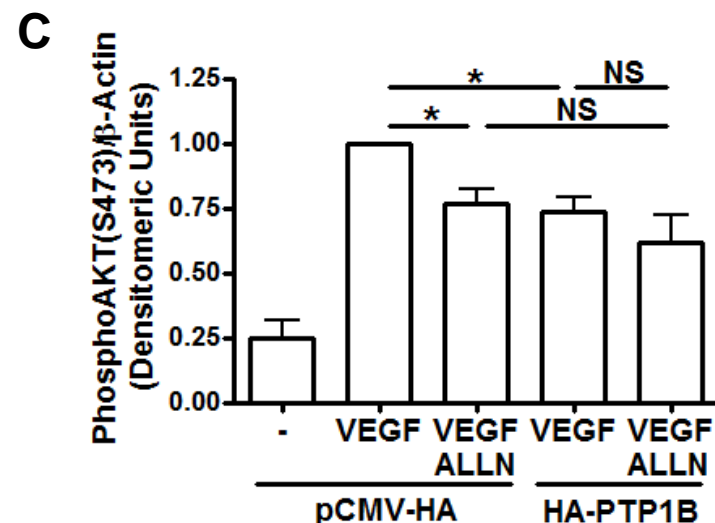 C
PhosphoAKT(S473)/β-Actin
(Densitomeric Units)
1.25
1.00
0.75
0.50
0.25
0.00
* NS
* NS
- VEGF VEGF VEGF VEGF
ALLN ALLN
pCMV-HA HA-PTP1B